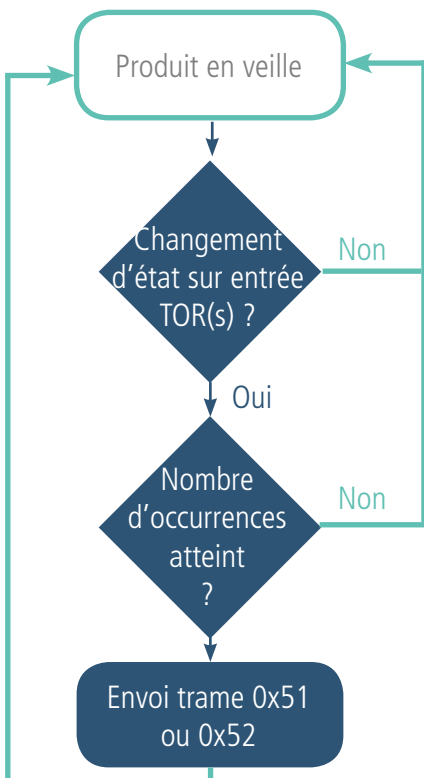 Produit en veille
Changement
d’état sur entrée
TOR(s) ?
Non
Oui
Nombre
d’occurrences
atteint
?
Non
Envoi trame 0x51
ou 0x52